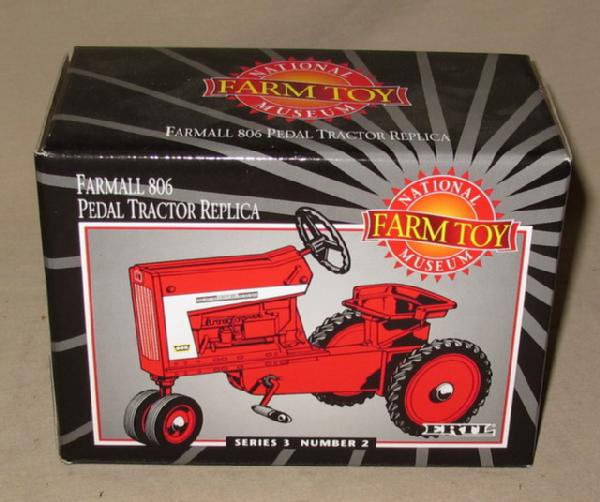 NATIONAL
FARM TOY
MUSEUM
FARMALL 806 PEDAL TRACTOR REPLICA
FARMALL 806
PEDAL TRACTOR REPLICA
NATIONAL
FARM TOY
MUSEUM
806
ERTL
SERIES 3 NUMBER 2